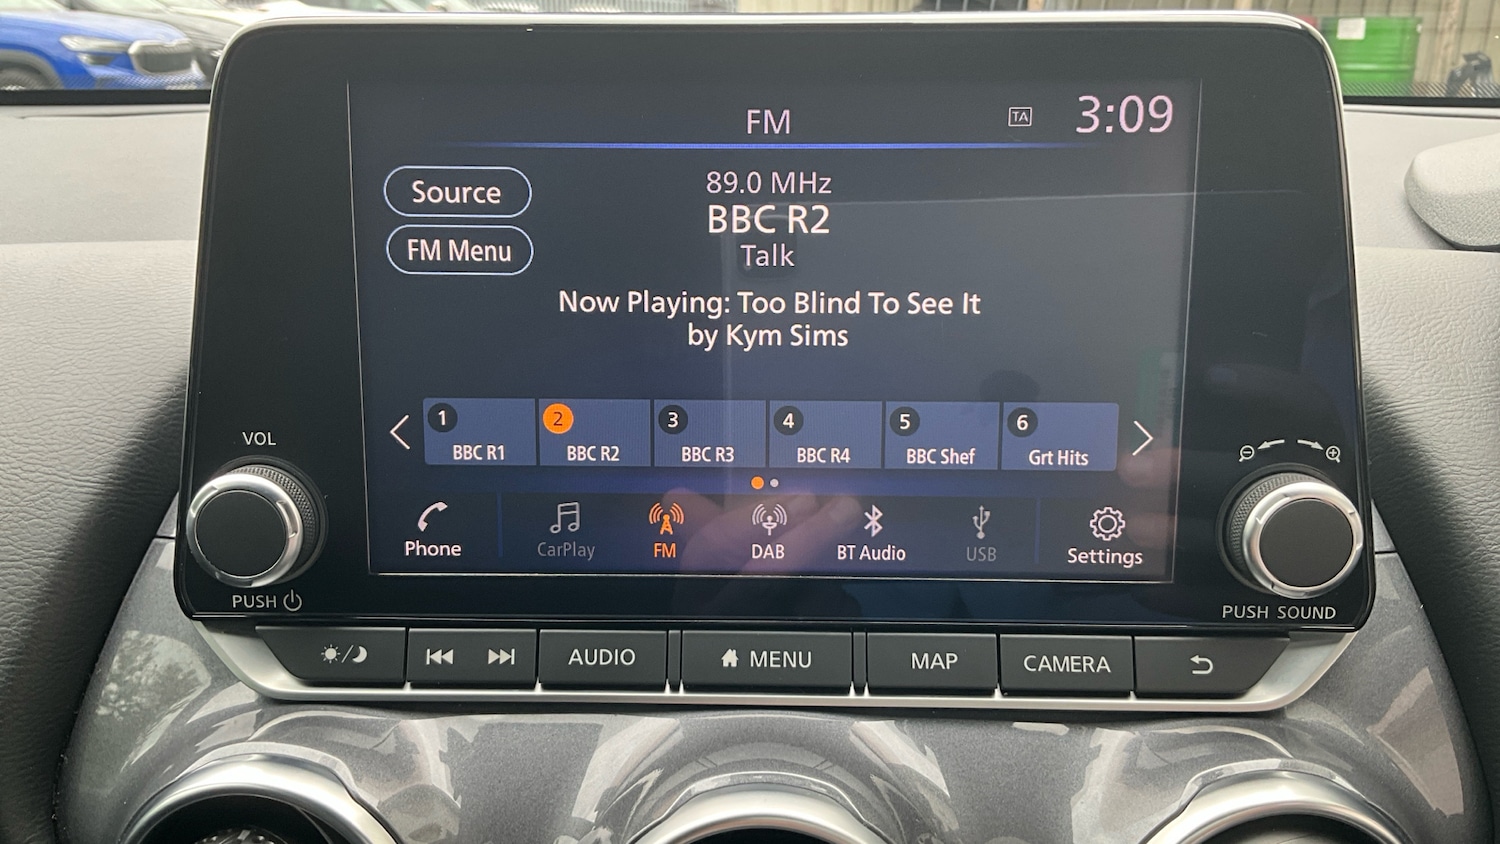 FM
TA
3:09
Source
FM Menu
89.0 MHz
BBC R2
Talk
Now Playing: Too Blind To See It
by Kym Sims
1
BBC R1
2
BBC R2
3
BBC R3
4
BBC R4
5
BBC Shef
6
Grt Hits
Phone
CarPlay
FM
DAB
BT Audio
USB
Settings
VOL
PUSH
PUSH SOUND
AUDIO
MENU
MAP
CAMERA